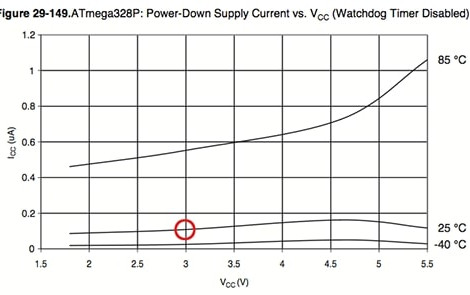 Figure 29-149.ATmega328P: Power-Down Supply Current vs. VCC (Watchdog Timer Disabled)
1.2
1
0.8
0.6
0.4
0.2
0
ICC (uA)
85 °C
25 °C
-40 °C
1.5 2 2.5 3 3.5 4 4.5 5 5.5
VCC (V)